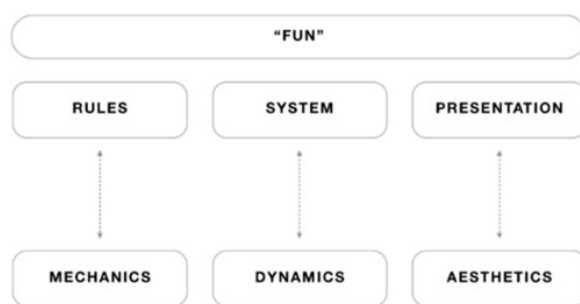 “FUN”
RULES
SYSTEM
PRESENTATION
MECHANICS
DYNAMICS
AESTHETICS